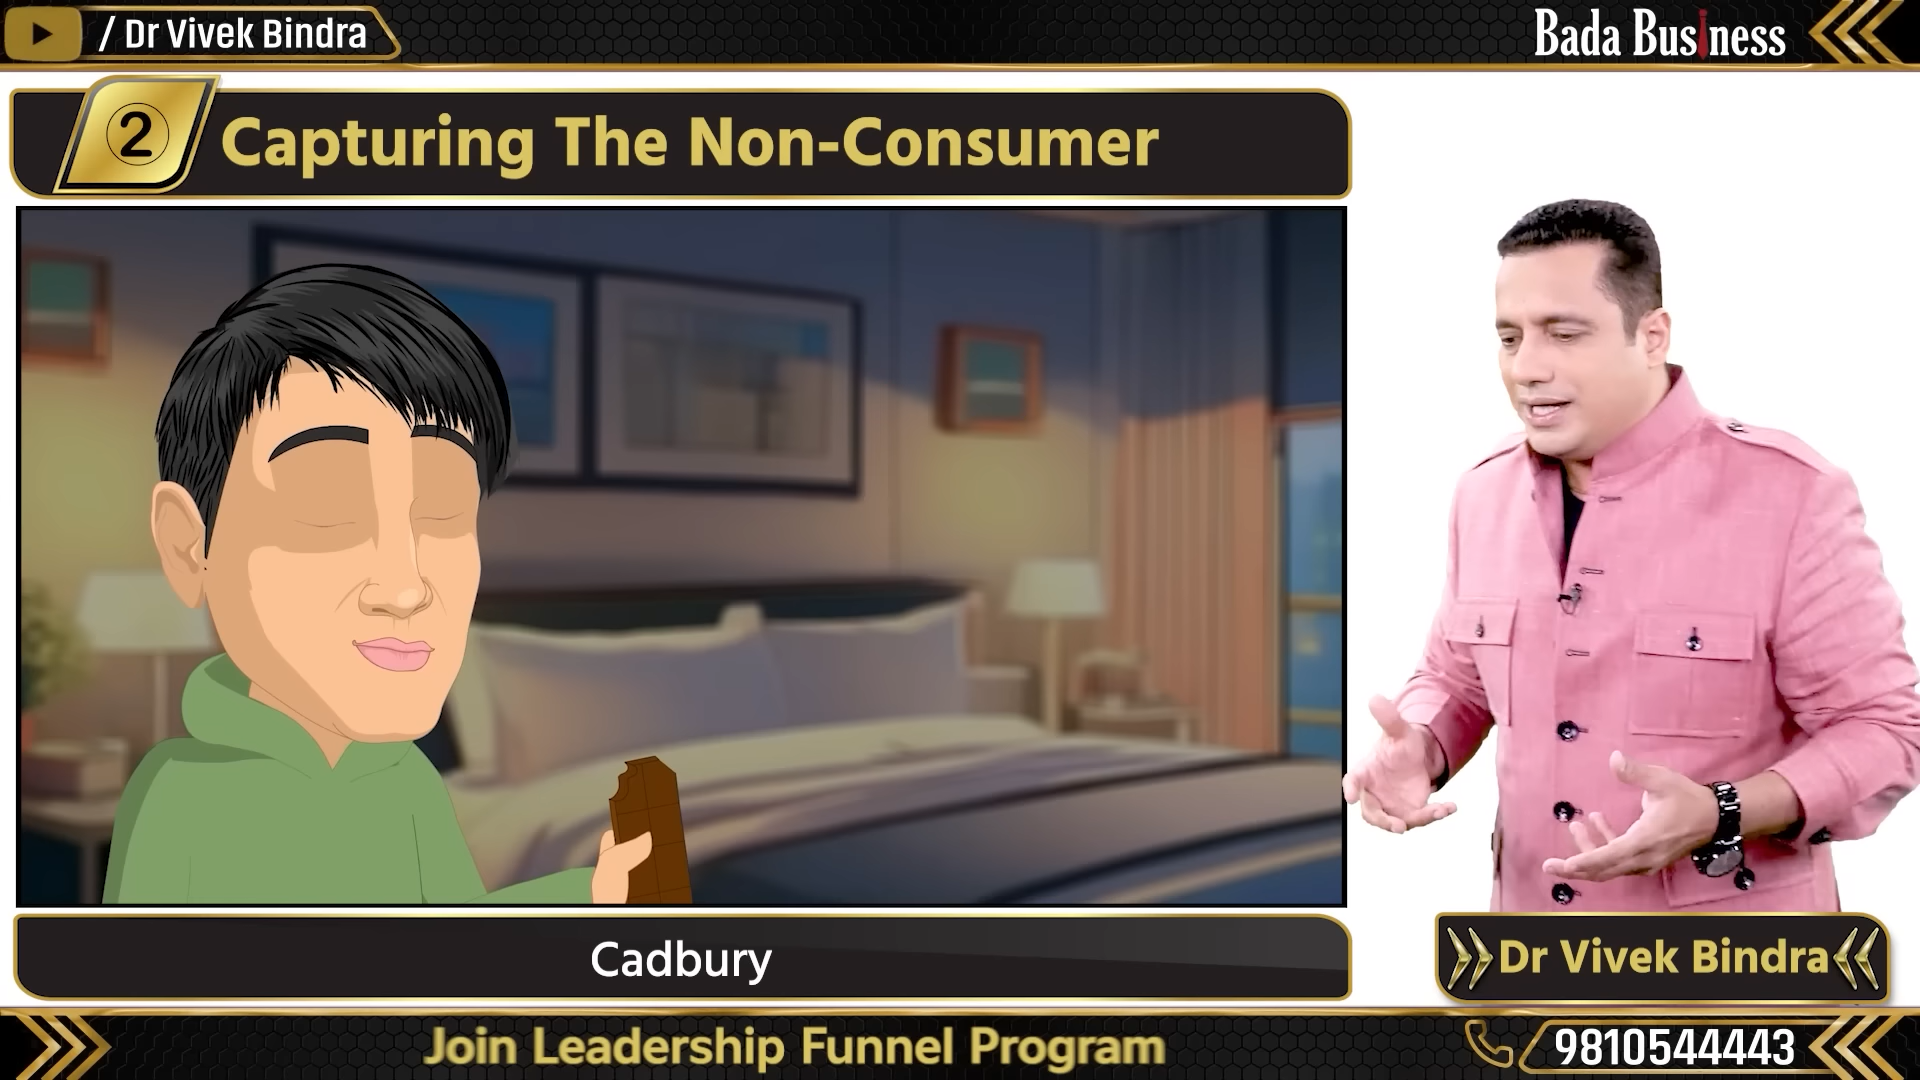 / Dr Vivek Bindra
Bada Business
2 Capturing The Non-Consumer
Cadbury
Dr Vivek Bindra
Join Leadership Funnel Program
9810544443